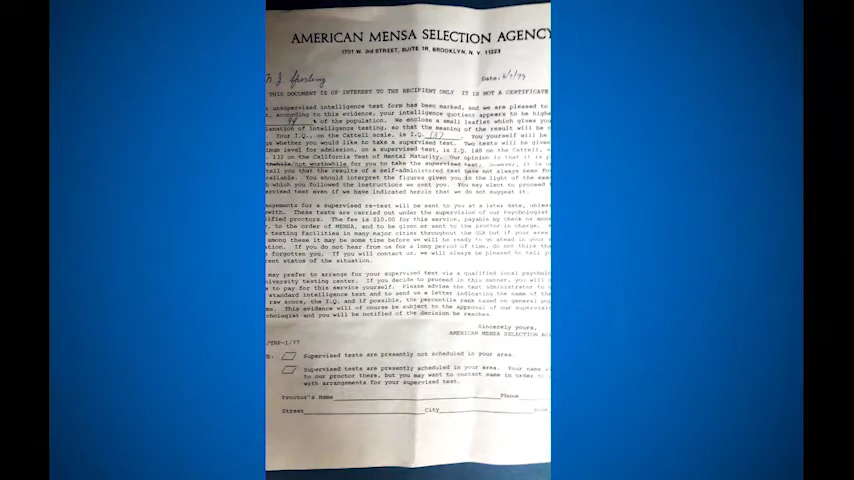 AMERICAN MENSA SELECTION AGENCY
1701 W. 3rd STREET, SUITE 1R, BROOKLYN, N. Y. 11223
J. Sperling
Date: 6/7/79
THIS DOCUMENT IS OF INTEREST TO THE RECIPIENT ONLY IT IS NOT A CERTIFICATE
unsupervised intelligence test form has been marked, and we are pleased to
t, according to this evidence, your intelligence quotient appears to be highe
of the population. We enclose a small leaflet which gives you
lanation of intelligence testing, so that the meaning of the result will be
Your I.Q., on the Cattell scale, is I.Q. You yourself will be
ge whether you would like to take a supervised test. Two tests will be given
imum level for admission, on a supervised test, is I.Q. 148 on the Cattell,
132 on the California Test of Mental Maturity. Our opinion is that it is
thwhile/not worthwhile for you to take the supervised test; however, it is
tell you that the results of a self-administered test have not always been
reliable. You should interpret the figures given you in the light of the
h which you followed the instructions we sent you. You may elect to proceed
ervised test even if we have indicated herein that we do not suggest it.
ngements for a supervised re-test will be sent to you at a later date, unless
These tests are carried out under the supervision of our Psychologist
ified proctors. The fee is $10.00 for this service, payable by check or mone
, to the order of MENSA, and to be given or sent to the proctor in charge.
testing facilities in many major cities throughout the USA but if your area
among these it may be some time before we will be ready to go ahead in your
ation. If you do not hear from us for a long period of time, do not think the
forgotten you. If you will contact us, we will always be pleased to tell yo
rent status of the situation.
may prefer to arrange for your supervised test via a qualified local psycholo
niversity testing center. If you decide to proceed in this manner, you will
to pay for this service yourself. Please advise the test administrator to
standard intelligence test and to send us a letter indicating the name of the
raw score, the I.Q. and if possible, the percentile rank based on general po
ms. This evidence will of course be subject to the approval of our supervisi
chologist and you will be notified of the decision he reaches.
Sincerely yours,
AMERICAN MENSA SELECTION AGE
Supervised tests are presently not scheduled in your area.
Supervised tests are presently scheduled in your area. Your name
to our proctor there, but you may want to contact same in order to
with arrangements for your supervised test.
Proctor's Name Phone
Street City